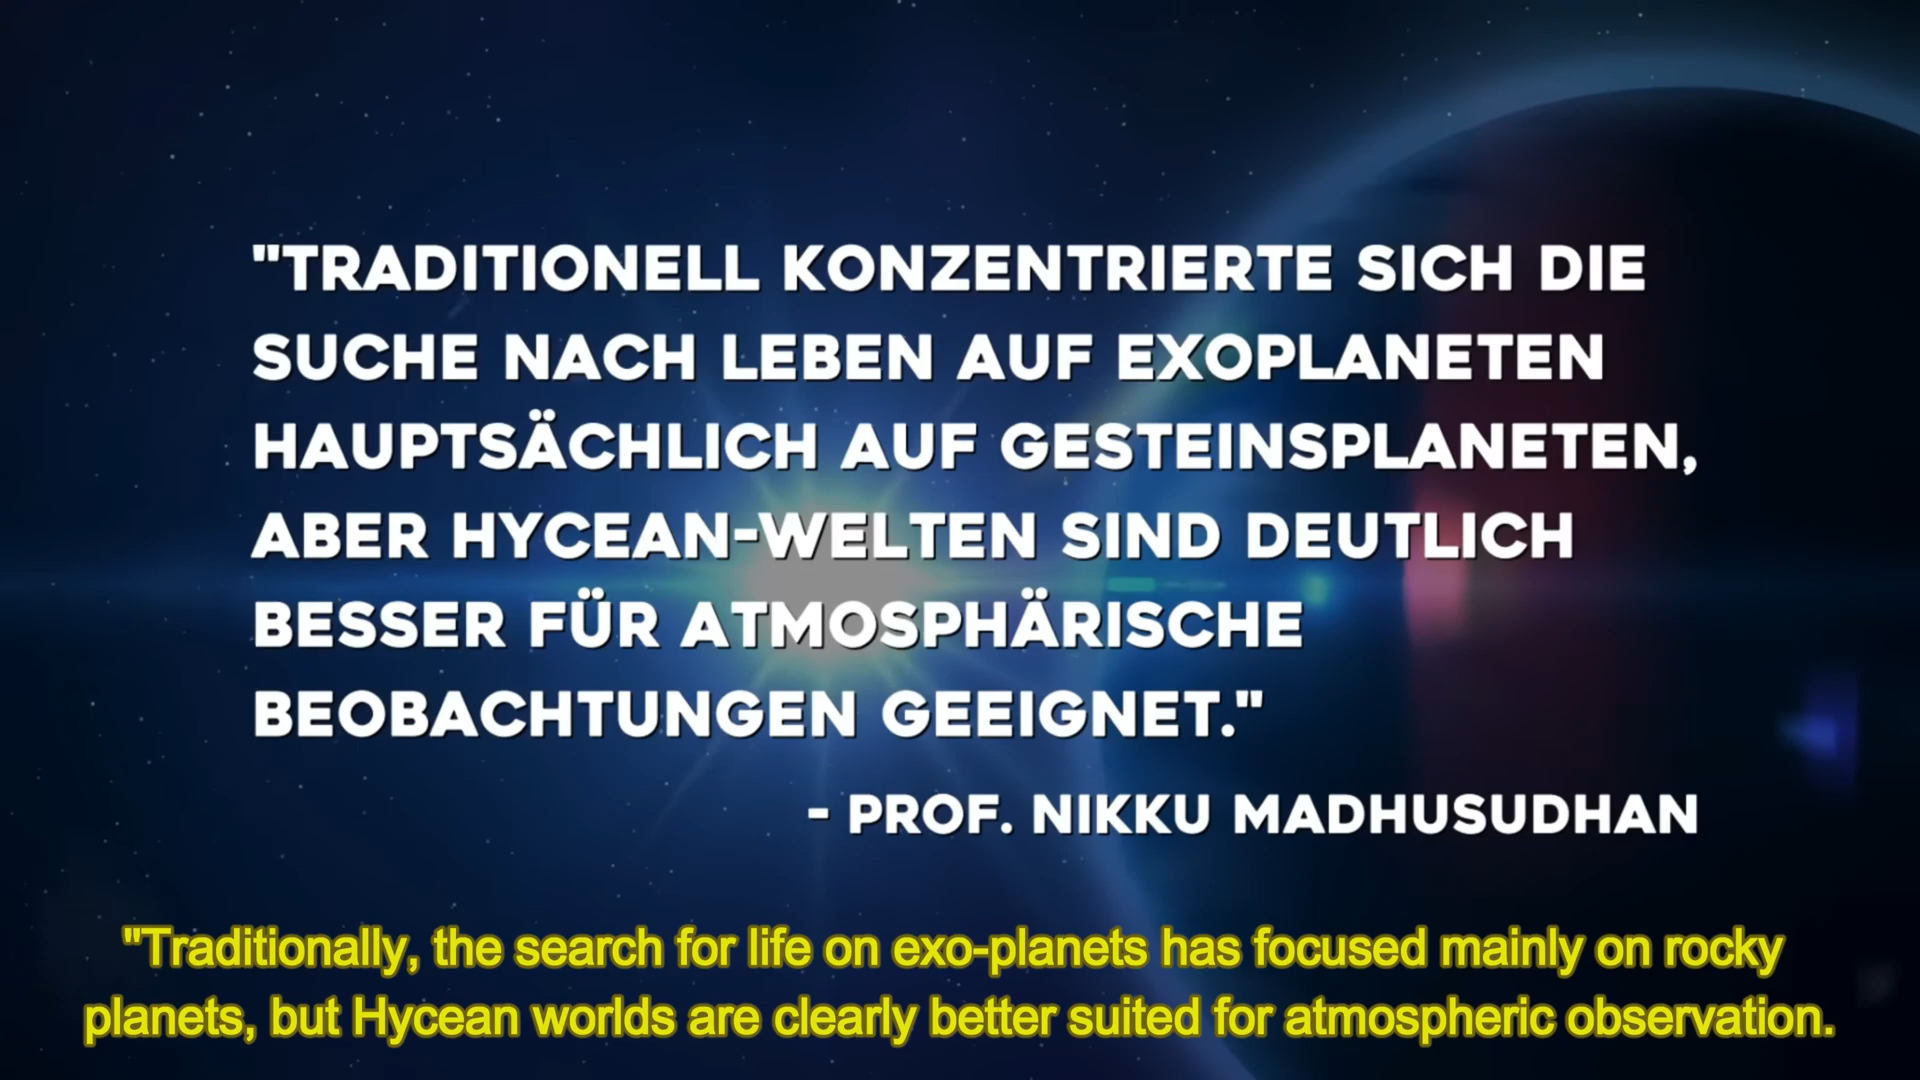 "TRADITIONELL KONZENTRIERTE SICH DIE
SUCHE NACH LEBEN AUF EXOPLANETEN
HAUPTSÄCHLICH AUF GESTEINSPLANETEN,
ABER HYCEAN-WELTEN SIND DEUTLICH
BESSER FÜR ATMOSPHÄRISCHE
BEOBACHTUNGEN GEEIGNET."
- PROF. NIKKU MADHUSUDHAN
"Traditionally, the search for life on exo-planets has focused mainly on rocky
planets, but Hycean worlds are clearly better suited for atmospheric observation.